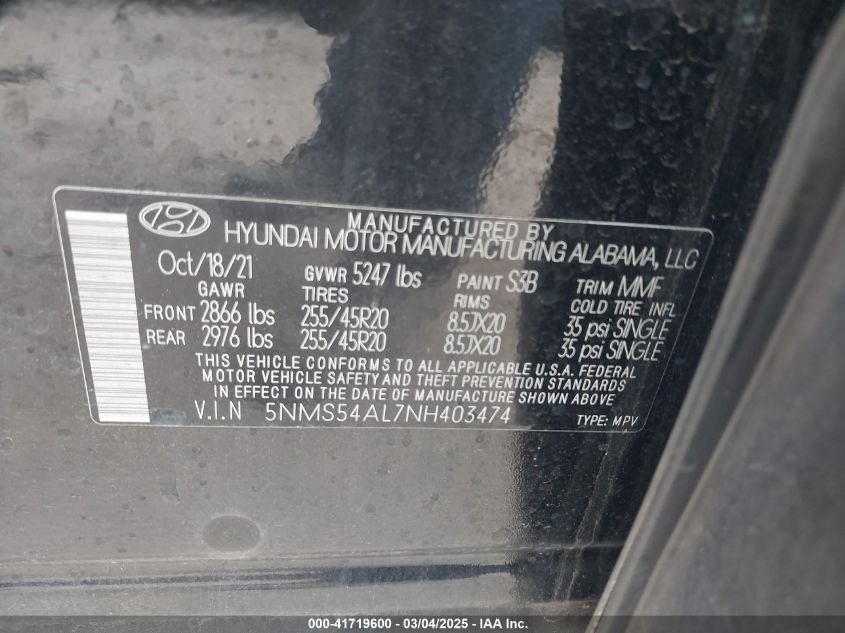 MANUFACTURED BY
HYUNDAI MOTOR MANUFACTURING ALABAMA, LLC
Oct/18/21 GVWR 5247 lbs PAINT S3B TRIM MMF
GAWR TIRES RIMS COLD TIRE INFL
FRONT 2866 lbs 255/45R20 8.5JX20 35 psi SINGLE
REAR 2976 lbs 255/45R20 8.5JX20 35 psi SINGLE
THIS VEHICLE CONFORMS TO ALL APPLICABLE U.S.A. FEDERAL
MOTOR VEHICLE SAFETY AND THEFT PREVENTION STANDARDS
IN EFFECT ON THE DATE OF MANUFACTURE SHOWN ABOVE
V.I.N 5NMS54AL7NH403474 TYPE: MPV
000-41719600 - 03/04/2025 - IAA Inc.